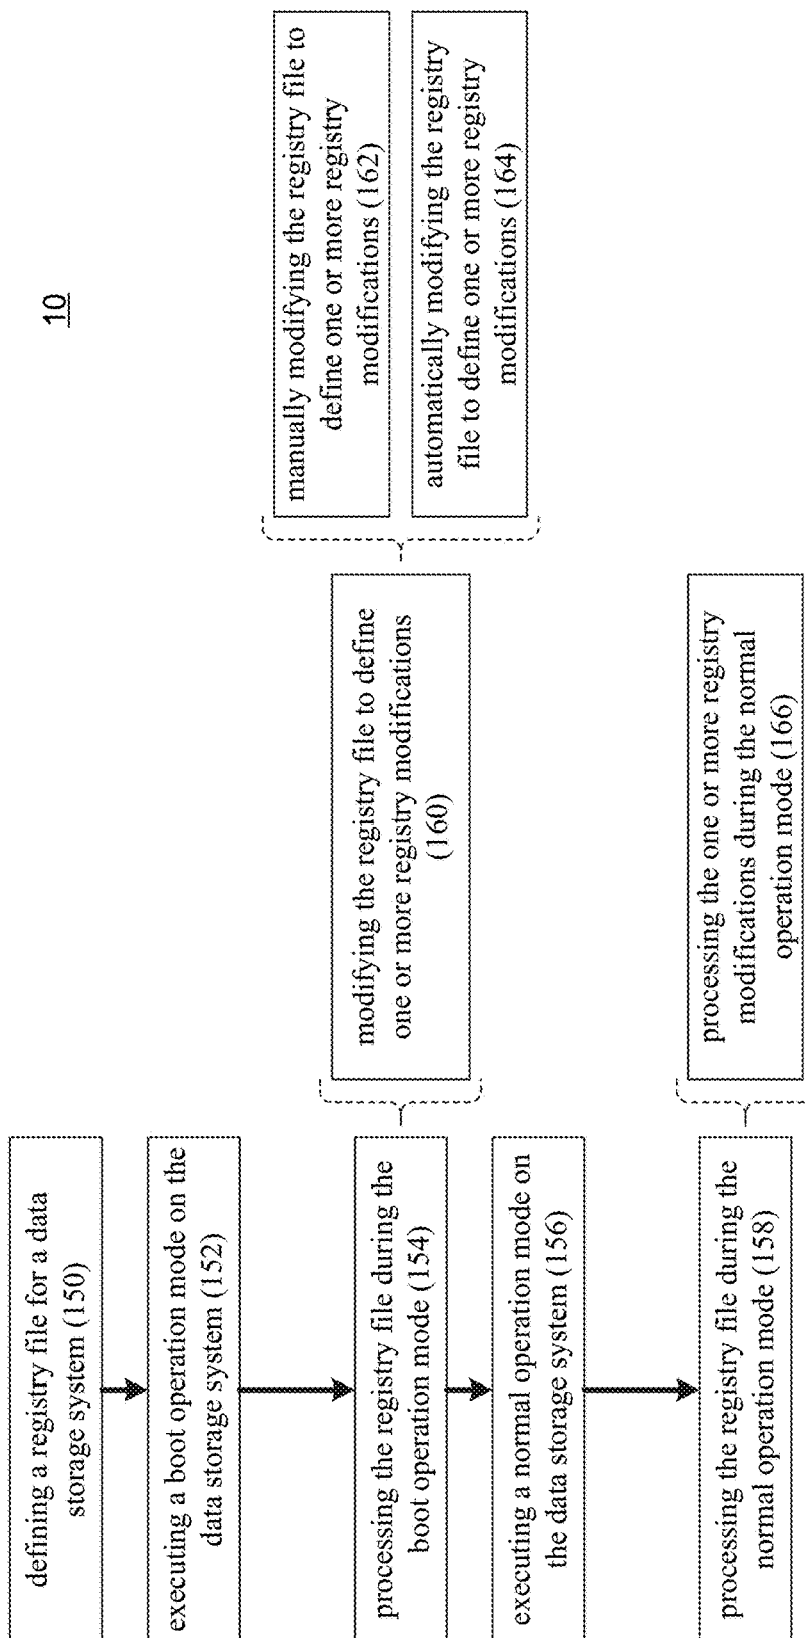 10
defining a registry file for a data
storage system (150)
executing a boot operation mode on the
data storage system (152)
processing the registry file during the
boot operation mode (154)
executing a normal operation mode on
the data storage system (156)
processing the registry file during the
normal operation mode (158)
modifying the registry file to define
one or more registry modifications
(160)
processing the one or more registry
modifications during the normal
operation mode (166)
manually modifying the registry file to
define one or more registry
modifications (162)
automatically modifying the registry
file to define one or more registry
modifications (164)